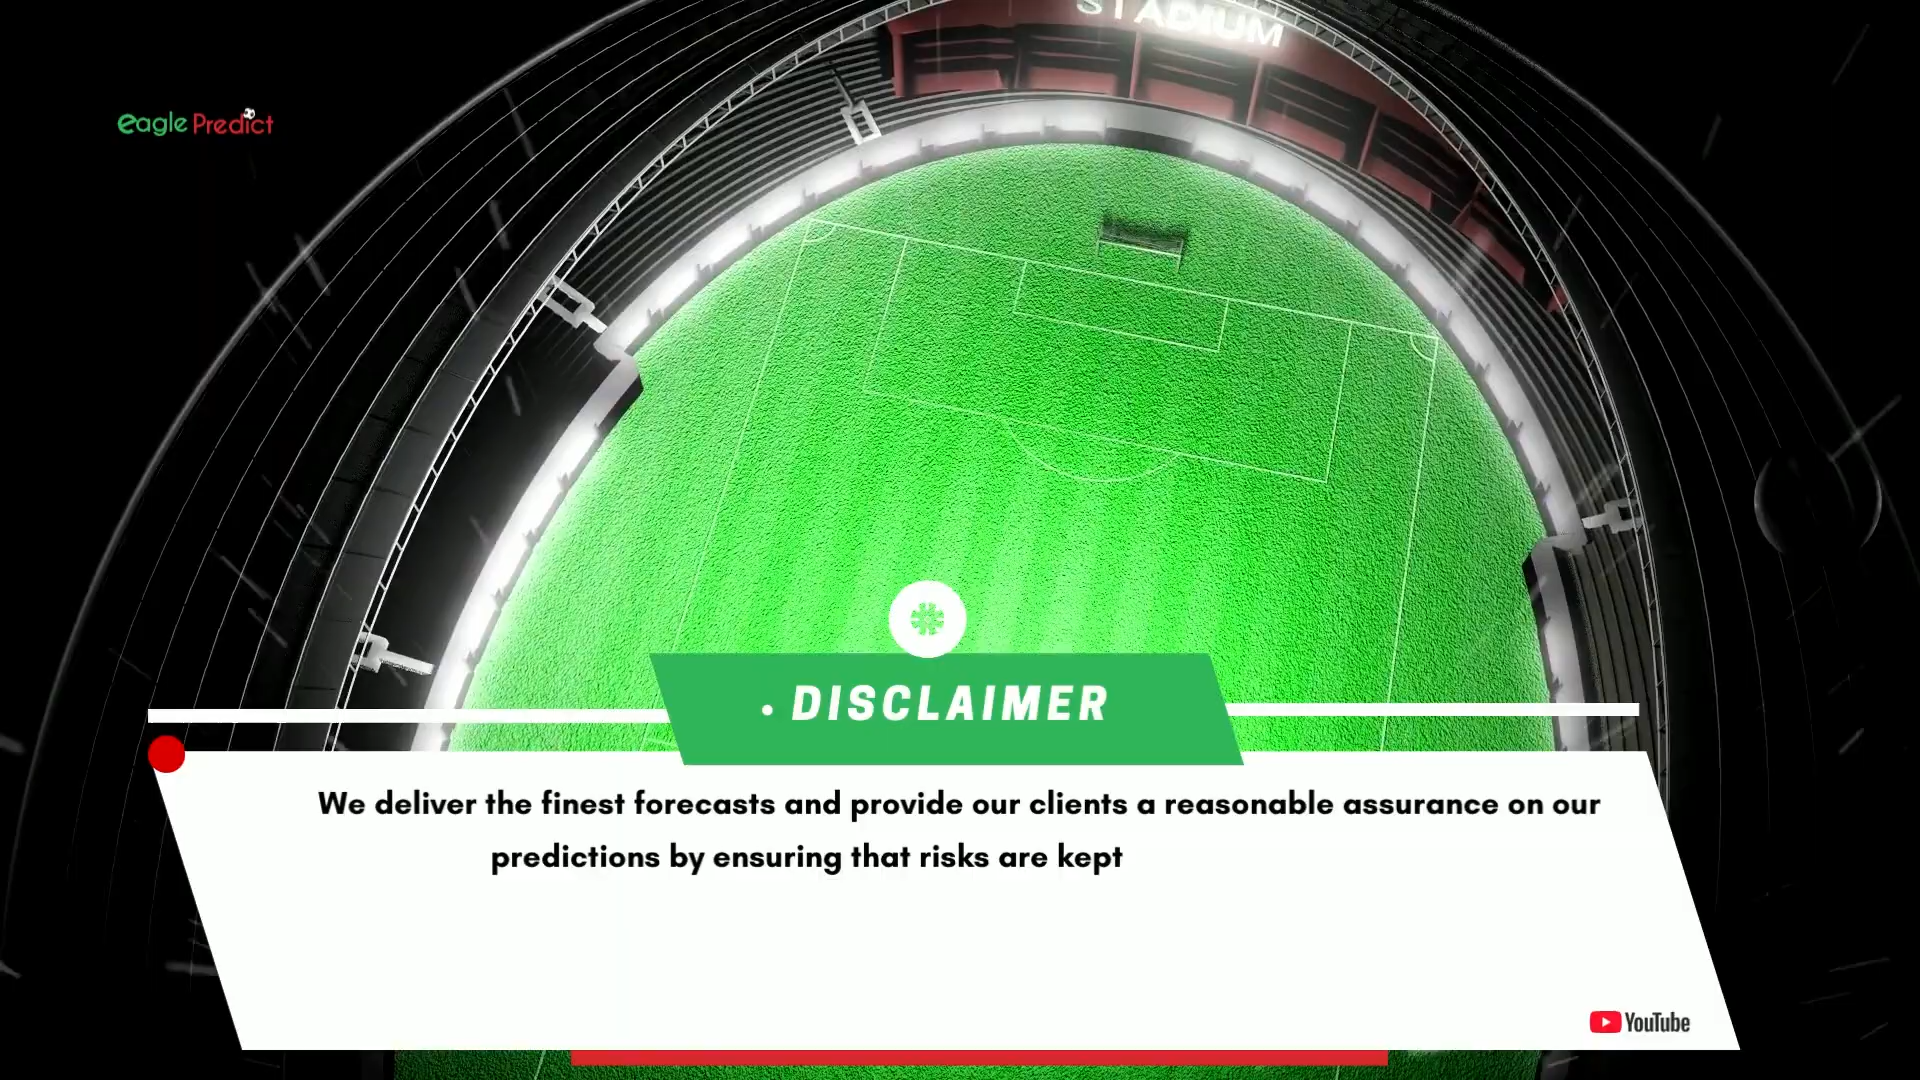 STADIUM
eagle Predict
• DISCLAIMER
We deliver the finest forecasts and provide our clients a reasonable assurance on our
predictions by ensuring that risks are kept
YouTube